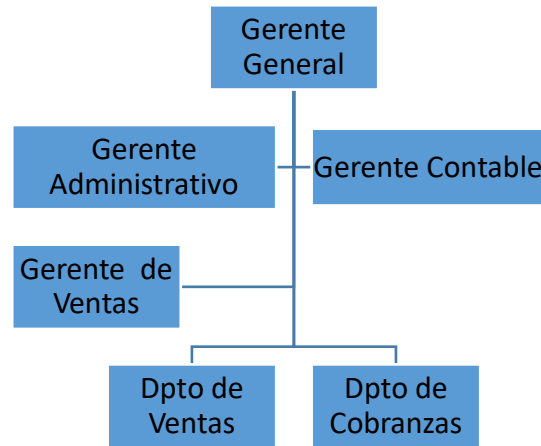 Gerente
General
Gerente
Administrativo
Gerente Contable
Gerente de
Ventas
Dpto de
Ventas
Dpto de
Cobranzas